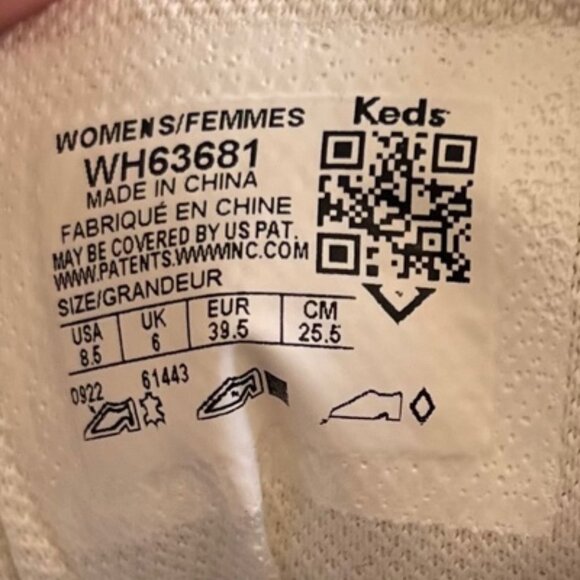 Keds
WOMENS/FEMMES
WH63681
MADE IN CHINA
FABRIQUÉ EN CHINE
MAY BE COVERED BY US PAT.
WWW.PATENTS.WWWINC.COM
SIZE/GRANDEUR
USA UK EUR CM
8.5 6 39.5 25.5
0922 61443